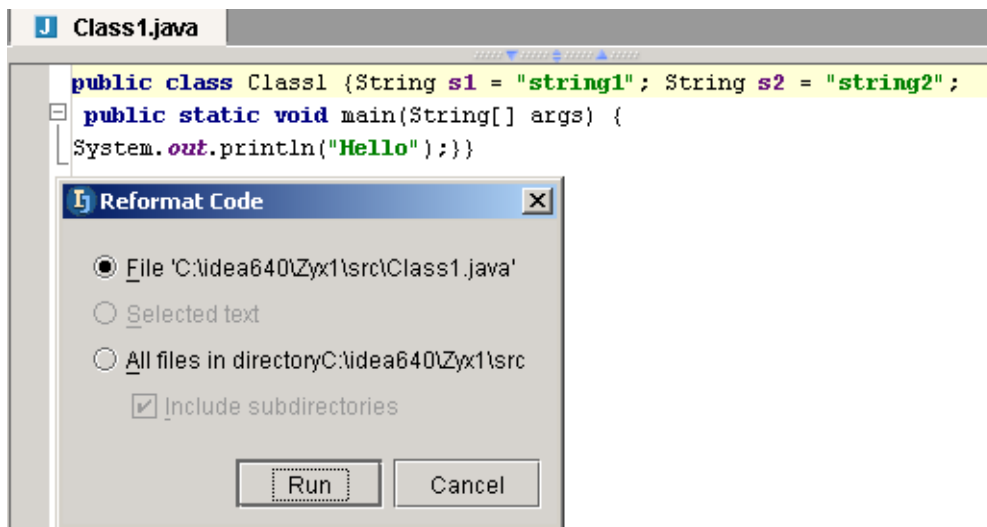 J Class1.java
public class Class1 {String s1 = "string1"; String s2 = "string2";
public static void main(String[] args) {
System.out.println("Hello");}}
IJ Reformat Code
File 'C:\idea640\Zyx1\src\Class1.java'
Selected text
All files in directoryC:\idea640\Zyx1\src
Include subdirectories
Run Cancel